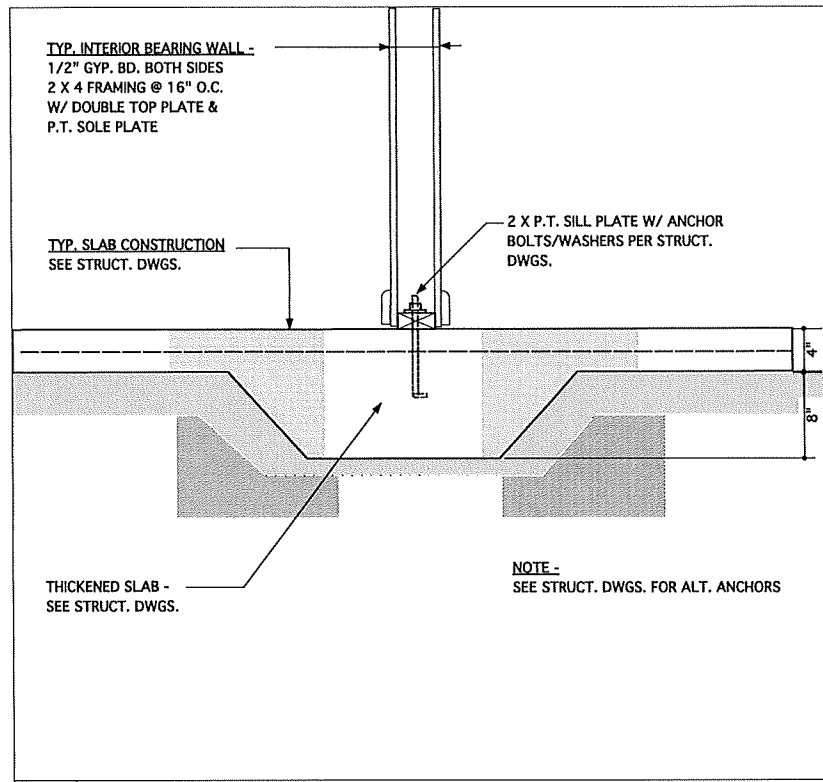 TYP. INTERIOR BEARING WALL -
1/2" GYP. BD. BOTH SIDES
2 X 4 FRAMING @ 16" O.C.
W/ DOUBLE TOP PLATE &
P.T. SOLE PLATE
2 X P.T. SILL PLATE W/ ANCHOR
BOLTS/WASHERS PER STRUCT.
DWGS.
TYP. SLAB CONSTRUCTION
SEE STRUCT. DWGS.
4"
8"
THICKENED SLAB -
SEE STRUCT. DWGS.
NOTE -
SEE STRUCT. DWGS. FOR ALT. ANCHORS